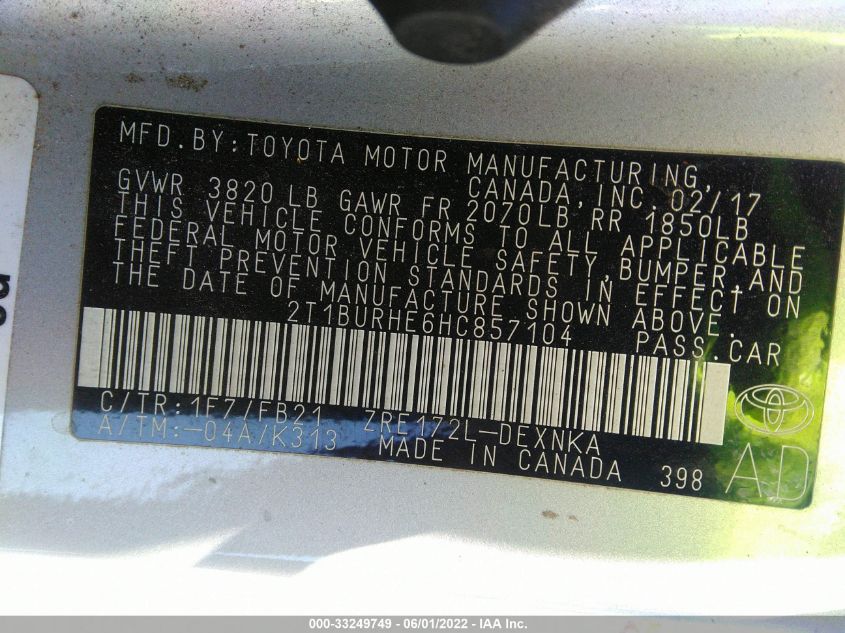 MFD.BY:TOYOTA MOTOR MANUFACTURING,
CANADA,INC. 02/17
GVWR 3820 LB GAWR FR 2070LB RR 1850LB
THIS VEHICLE CONFORMS TO ALL APPLICABLE
FEDERAL MOTOR VEHICLE SAFETY,BUMPER,AND
THEFT PREVENTION STANDARDS IN EFFECT ON
THE DATE OF MANUFACTURE SHOWN ABOVE.
2T1BURHE6HC857104 PASS.CAR
C/TR:1F7/FB21 ZRE172L-DEXNKA
A/TM:-04A/K313 MADE IN CANADA 398
AD
000-33249749 | 06/01/2022 - IAA Inc.